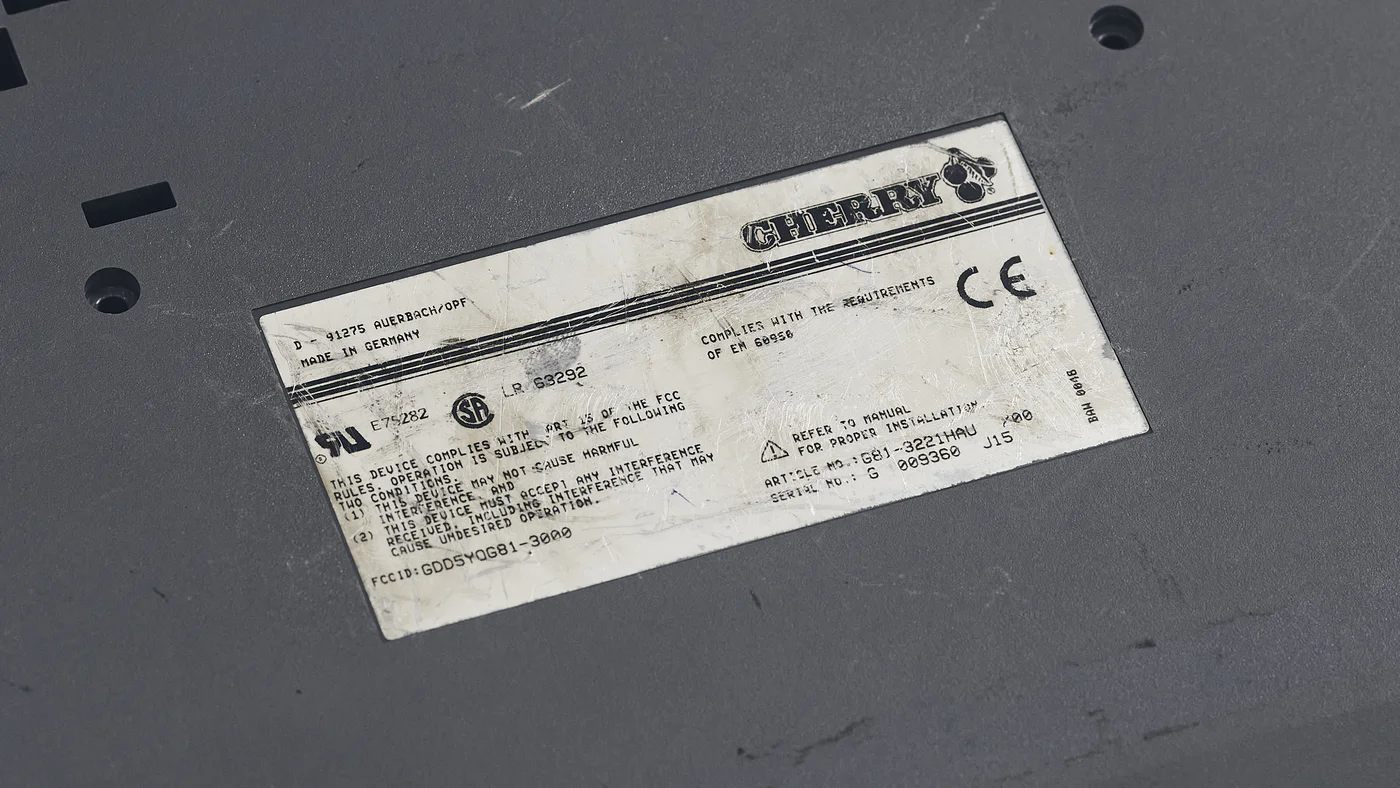 CHERRY
D - 91275 AUERBACH/OPF
MADE IN GERMANY
CE
COMPLIES WITH THE REQUIREMENTS
OF EN 60950
E75282
SA
LR 63292
THIS DEVICE COMPLIES WITH PART 15 OF THE FCC
RULES. OPERATION IS SUBJECT TO THE FOLLOWING
TWO CONDITIONS.
(1) THIS DEVICE MAY NOT CAUSE HARMFUL
INTERFERENCE, AND
(2) THIS DEVICE MUST ACCEPT ANY INTERFERENCE
RECEIVED, INCLUDING INTERFERENCE THAT MAY
CAUSE UNDESIRED OPERATION.
FCCID:GDD5YQG81-3000
REFER TO MANUAL
FOR PROPER INSTALLATION.
ARTICLE NO.:G81-3221HAU
SERIAL NO.: G 009360 J15